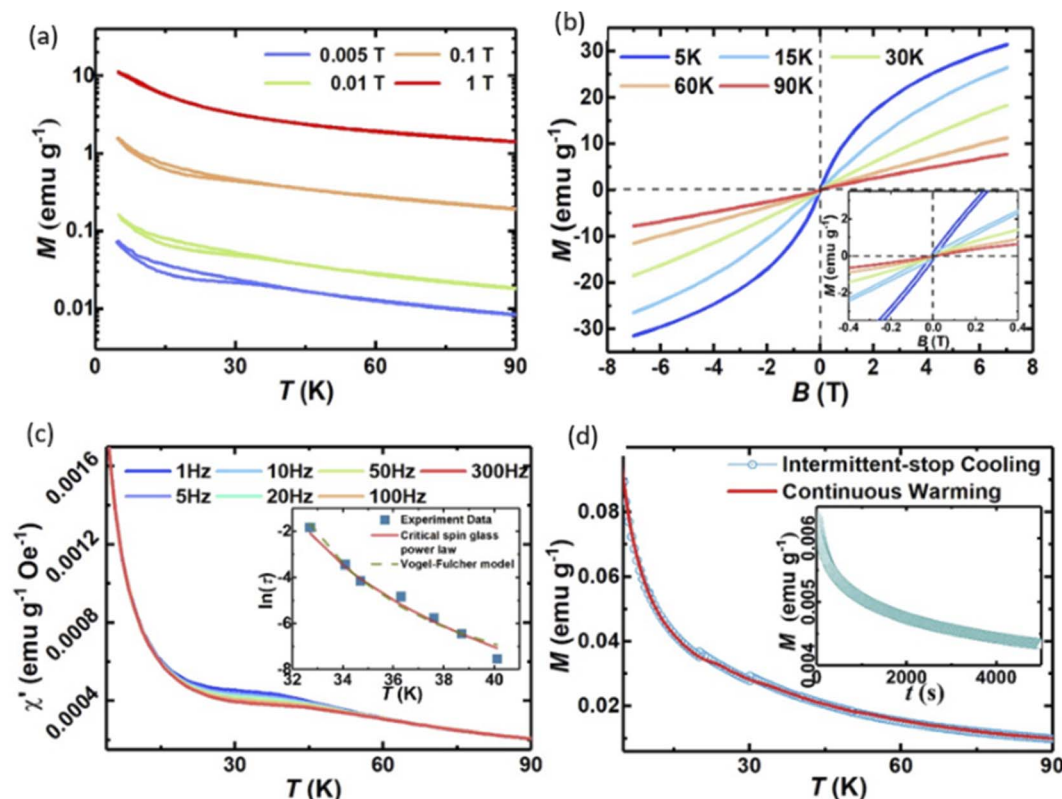 (a)
0.005 T 0.1 T
0.01 T 1 T
10
1
0.1
0.01
M (emu g⁻¹)
0 30 60 90
T (K)
(b)
5K 15K 30K
60K 90K
30
20
10
0
-10
-20
-30
M (emu g⁻¹)
-8 -6 -4 -2 0 2 4 6 8
B (T)
2
0
-2
M (emu g⁻¹)
-0.4 -0.2 0.0 0.2 0.4
B (T)
(c)
1Hz 10Hz 50Hz 300Hz
5Hz 20Hz 100Hz
0.0016
0.0012
0.0008
0.0004
χ' (emu g⁻¹ Oe⁻¹)
30 60 90
T (K)
Experiment Data
Critical spin glass
power law
Vogel-Fulcher model
-2
-4
-6
-8
ln(τ)
32 34 36 38 40
T (K)
(d)
Intermittent-stop Cooling
Continuous Warming
0.08
0.06
0.04
0.02
M (emu g⁻¹)
30 60 90
T (K)
0.006
0.005
0.004
M (emu g⁻¹)
0 2000 4000
t (s)